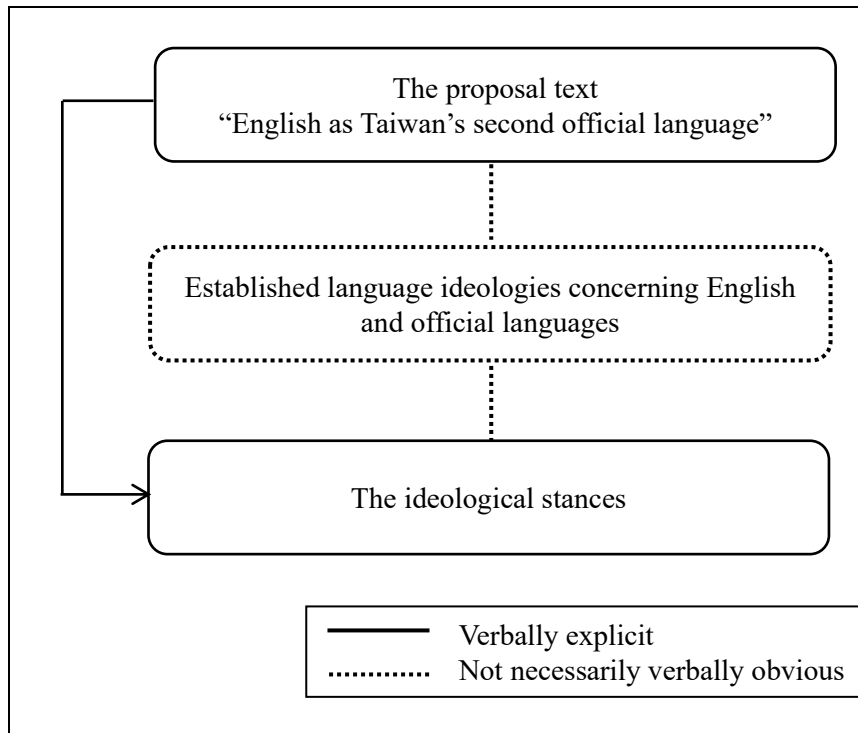 The proposal text
“English as Taiwan’s second official language”
Established language ideologies concerning English
and official languages
The ideological stances
Verbally explicit
Not necessarily verbally obvious